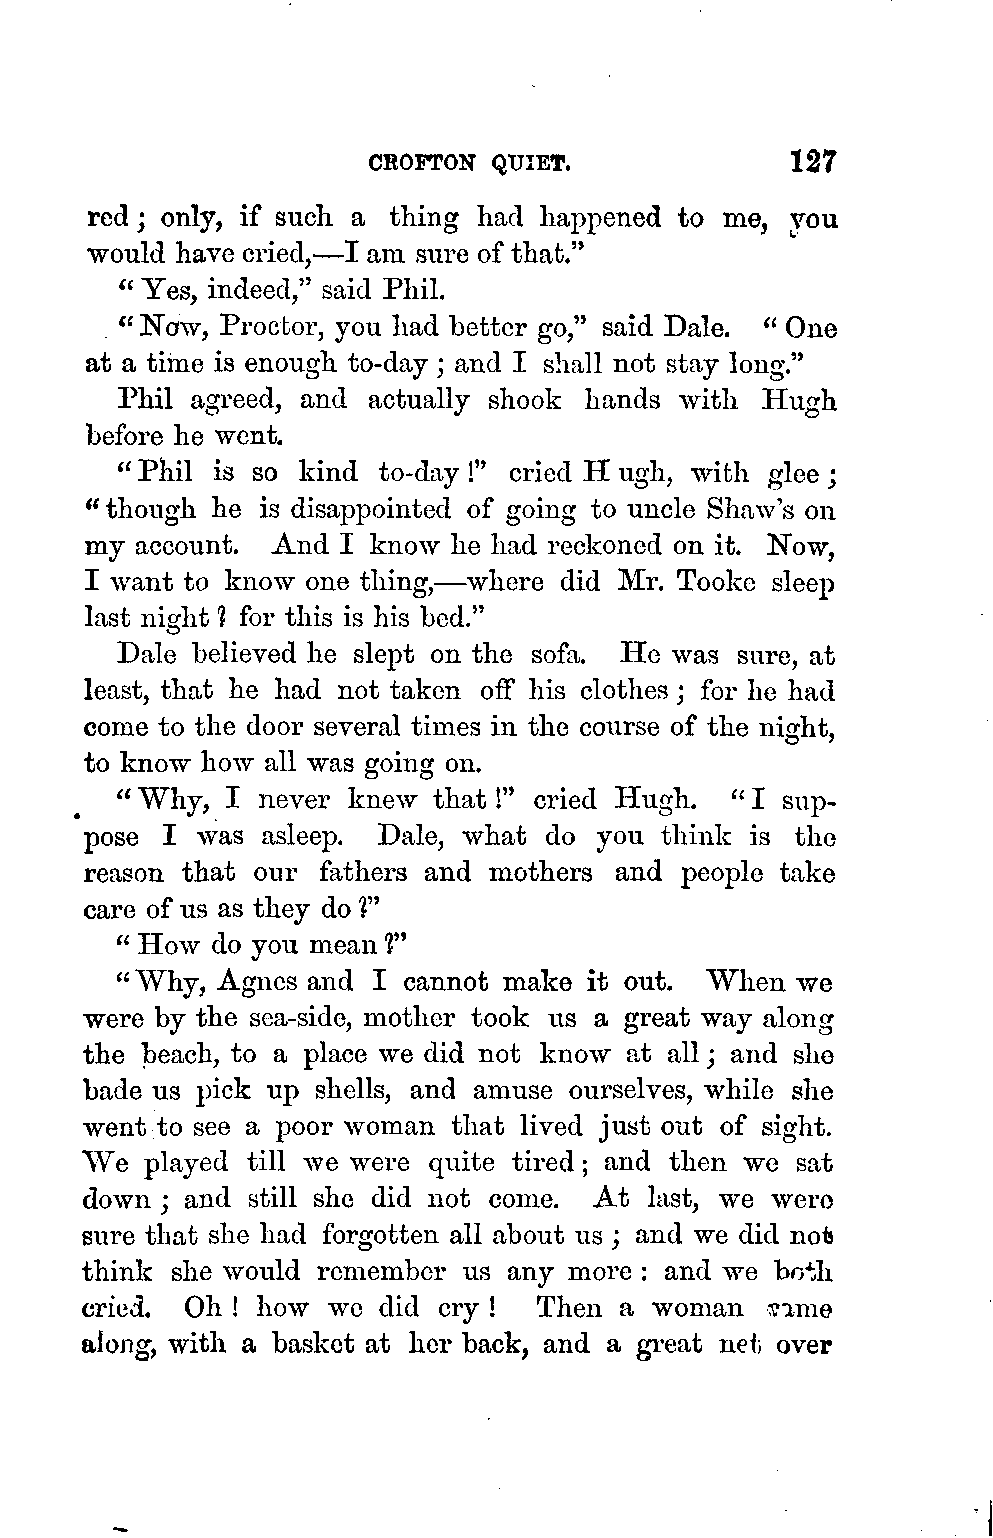 CROFTON QUIET. 127
red ; only, if such a thing had happened to me, you
would have cried,—I am sure of that.”
“ Yes, indeed,” said Phil.
“ Now, Proctor, you had better go,” said Dale. “ One
at a time is enough to-day ; and I shall not stay long.”
Phil agreed, and actually shook hands with Hugh
before he went.
“ Phil is so kind to-day !” cried H ugh, with glee ;
“ though he is disappointed of going to uncle Shaw’s on
my account. And I know he had reckoned on it. Now,
I want to know one thing,—where did Mr. Tooke sleep
last night ? for this is his bed.”
Dale believed he slept on the sofa. He was sure, at
least, that he had not taken off his clothes ; for he had
come to the door several times in the course of the night,
to know how all was going on.
“ Why, I never knew that !” cried Hugh. “ I sup-
pose I was asleep. Dale, what do you think is the
reason that our fathers and mothers and people take
care of us as they do ?”
“ How do you mean ?”
“ Why, Agnes and I cannot make it out. When we
were by the sea-side, mother took us a great way along
the beach, to a place we did not know at all ; and she
bade us pick up shells, and amuse ourselves, while she
went to see a poor woman that lived just out of sight.
We played till we were quite tired ; and then we sat
down ; and still she did not come. At last, we were
sure that she had forgotten all about us ; and we did not
think she would remember us any more : and we both
cried. Oh ! how we did cry ! Then a woman came
along, with a basket at her back, and a great net over